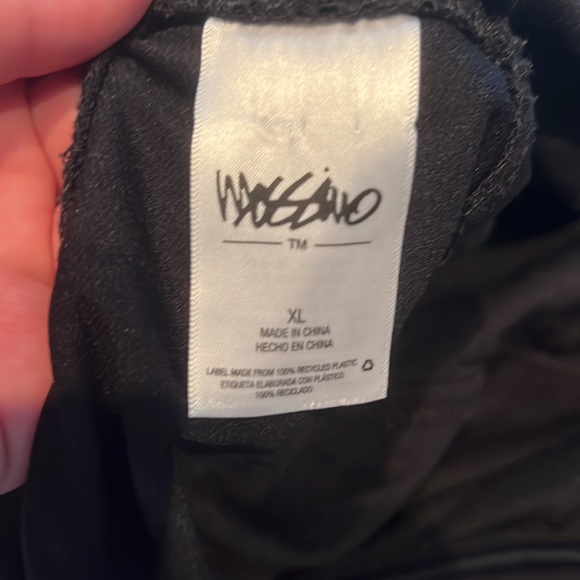 mossimo
TM
XL
MADE IN CHINA
HECHO EN CHINA
LABEL MADE FROM 100% RECYCLED PLASTIC
ETIQUETA ELABORADA CON PLÁSTICO
100% RECICLADO